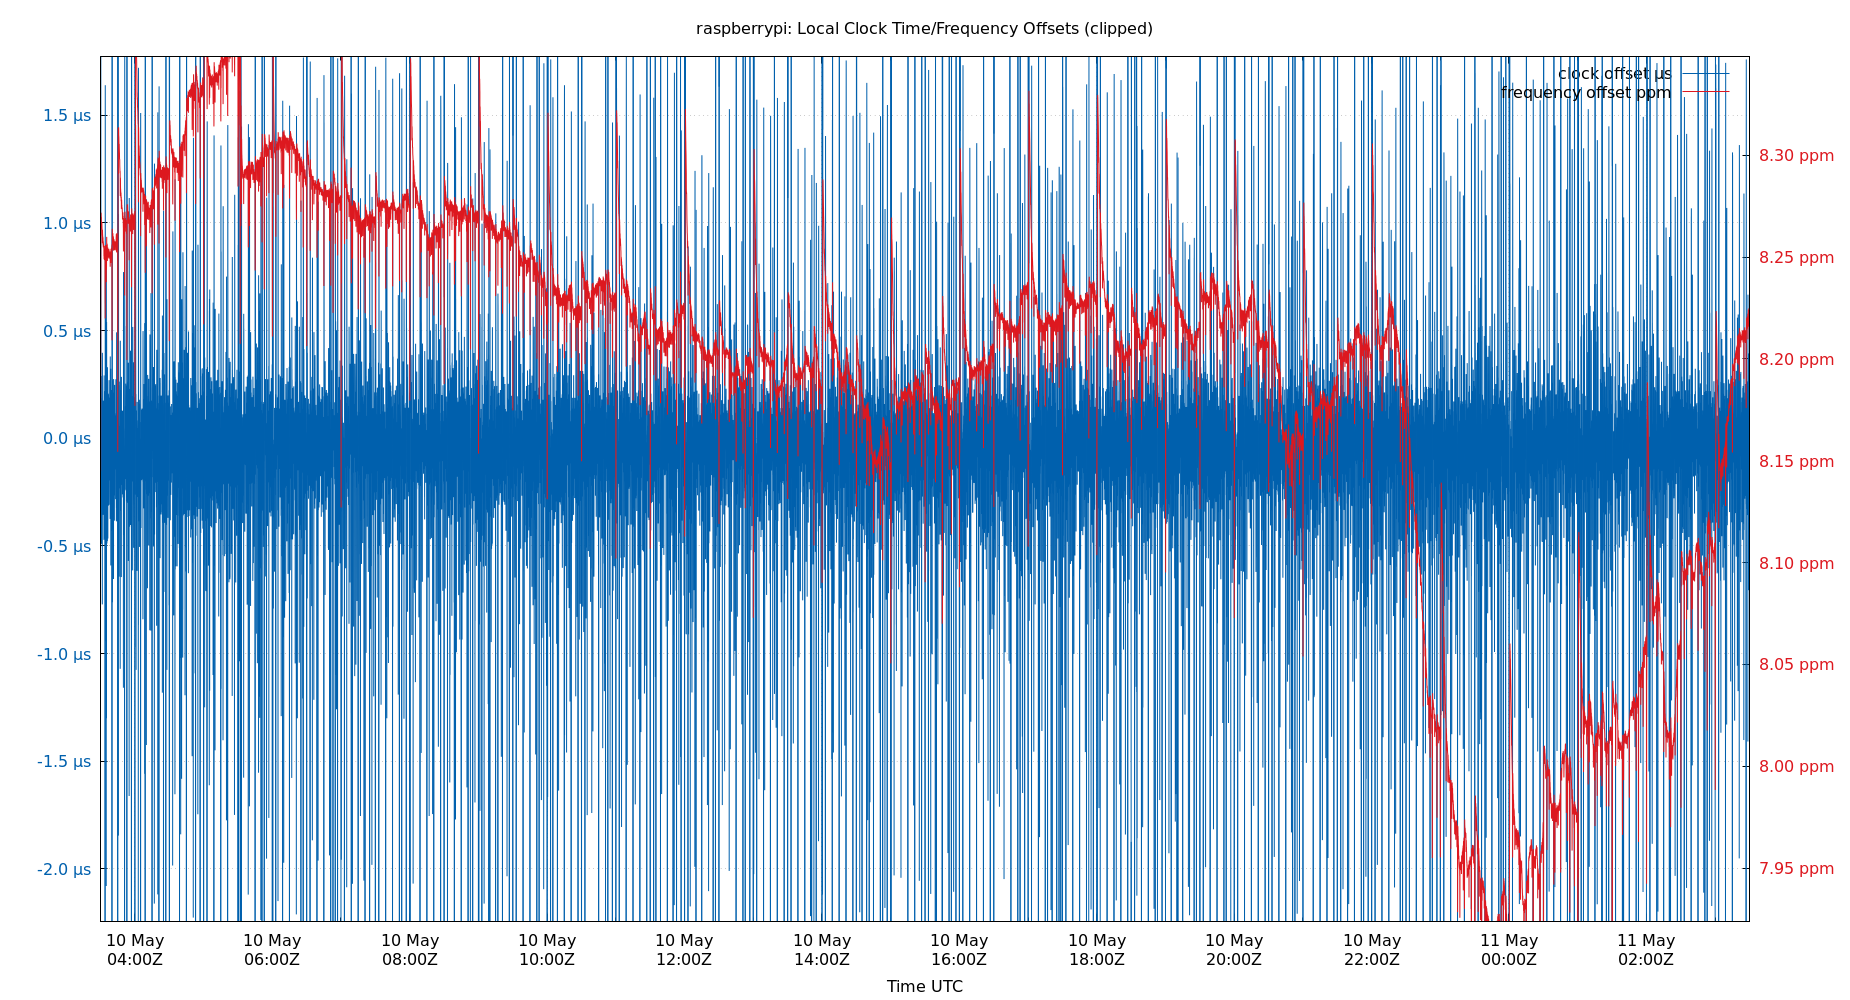 raspberrypi: Local Clock Time/Frequency Offsets (clipped)
clock offset µs
frequency offset ppm
1.5 µs
1.0 µs
0.5 µs
0.0 µs
-0.5 µs
-1.0 µs
-1.5 µs
-2.0 µs
8.30 ppm
8.25 ppm
8.20 ppm
8.15 ppm
8.10 ppm
8.05 ppm
8.00 ppm
7.95 ppm
10 May 10 May 10 May 10 May 10 May 10 May 10 May 10 May 10 May 10 May 11 May 11 May
04:00Z 06:00Z 08:00Z 10:00Z 12:00Z 14:00Z 16:00Z 18:00Z 20:00Z 22:00Z 00:00Z 02:00Z
Time UTC